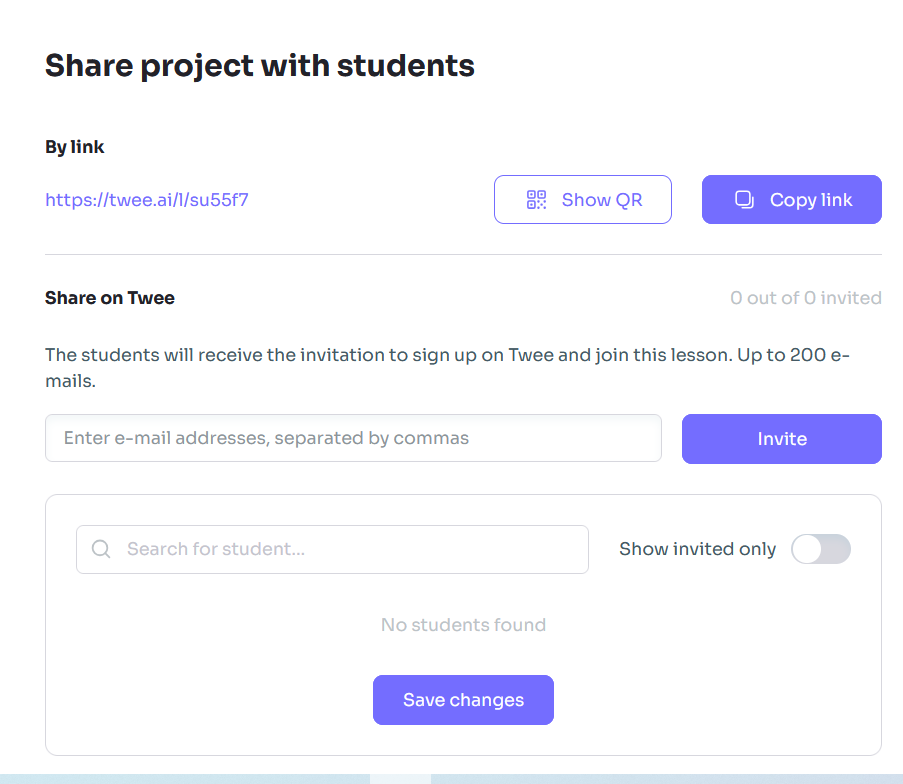 Share project with students
By link
https://twee.ai/l/su55f7
Show QR
Copy link
Share on Twee
0 out of 0 invited
The students will receive the invitation to sign up on Twee and join this lesson. Up to 200 e-
mails.
Enter e-mail addresses, separated by commas
Invite
Search for student...
Show invited only
No students found
Save changes